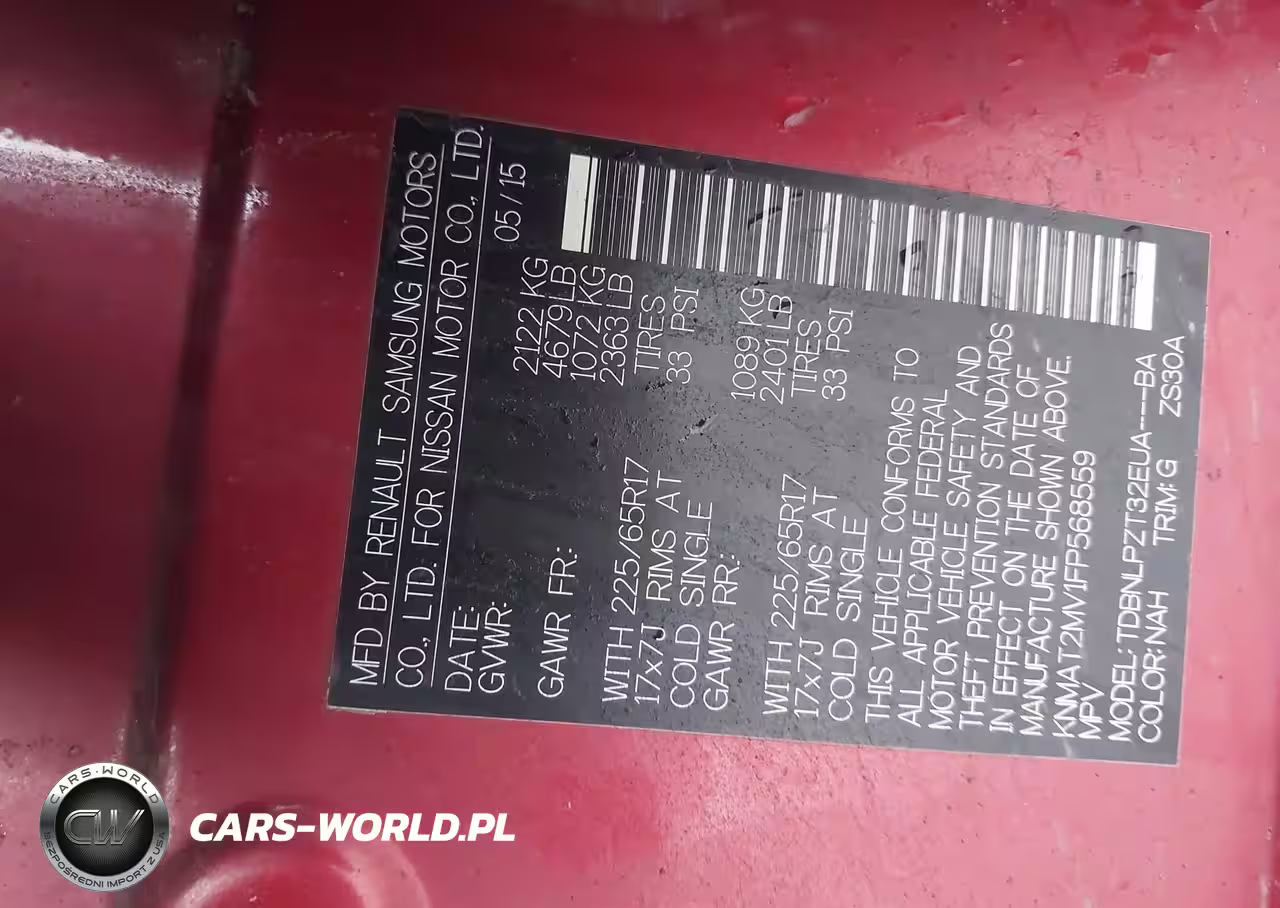 MFD BY RENAULT SAMSUNG MOTORS
CO., LTD. FOR NISSAN MOTOR CO., LTD.
DATE: 05/15
GVWR: 2122 KG
4679 LB
GAWR FR.: 1072 KG
2363 LB
WITH 225/65R17 TIRES
17x7J RIMS AT 33 PSI
COLD SINGLE
GAWR RR.: 1089 KG
2401 LB
WITH 225/65R17 TIRES
17x7J RIMS AT 33 PSI
COLD SINGLE
THIS VEHICLE CONFORMS TO
ALL APPLICABLE FEDERAL
MOTOR VEHICLE SAFETY AND
THEFT PREVENTION STANDARDS
IN EFFECT ON THE DATE OF
MANUFACTURE SHOWN ABOVE.
KNMAT2MV1FP568559
MPV
MODEL:TDBNLPZT32EUA----BA
COLOR:NAH TRIM:G ZS30A
CARS-WORLD
CW
BEZPOŚREDNI IMPORT Z USA
CARS-WORLD.PL